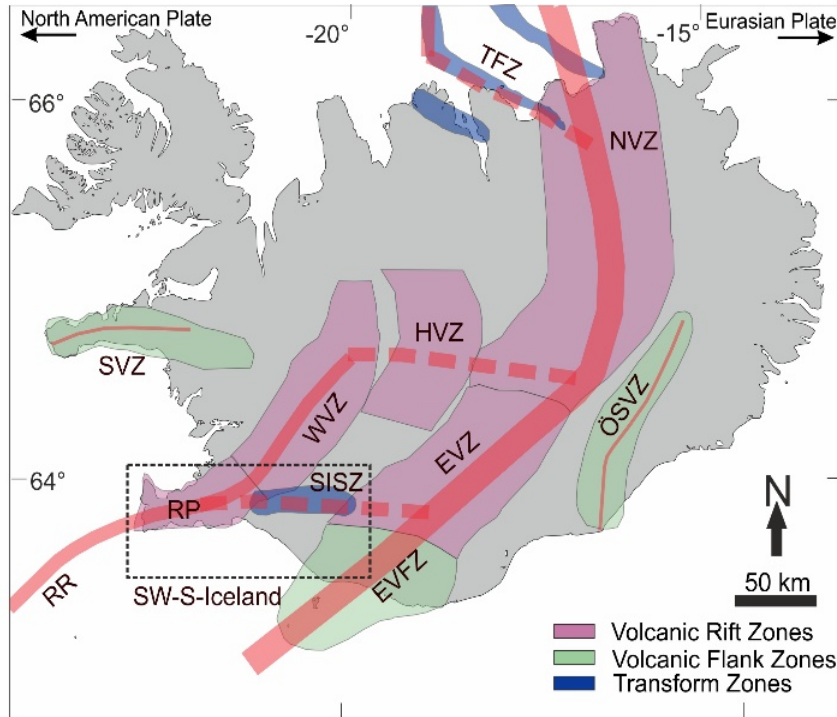 North American Plate
-20°
-15°
Eurasian Plate
TFZ
66°
NVZ
HVZ
SVZ
WVZ
ÖSVZ
EVZ
64°
SISZ
RP
N
EVFZ
RR
SW-S-Iceland
50 km
Volcanic Rift Zones
Volcanic Flank Zones
Transform Zones